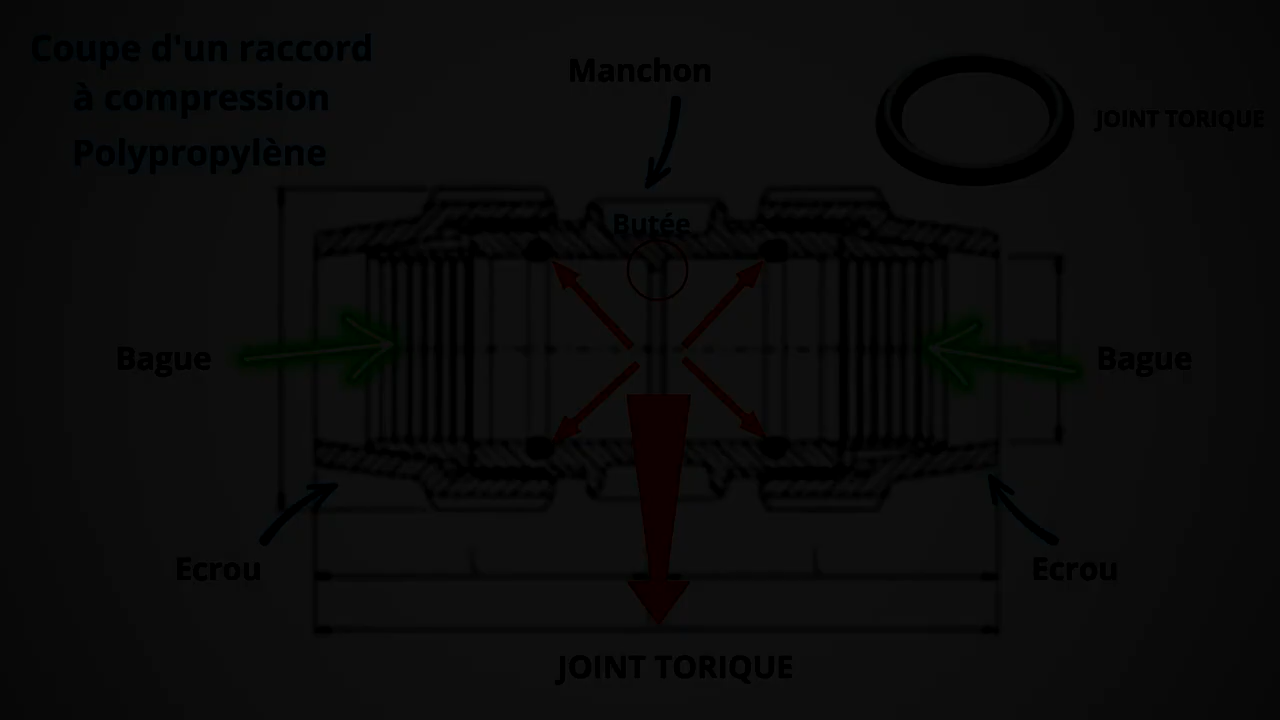 Coupe d'un raccord
à compression
Polypropylène
Manchon
JOINT TORIQUE
Butée
Bague
Bague
Ecrou
Ecrou
JOINT TORIQUE